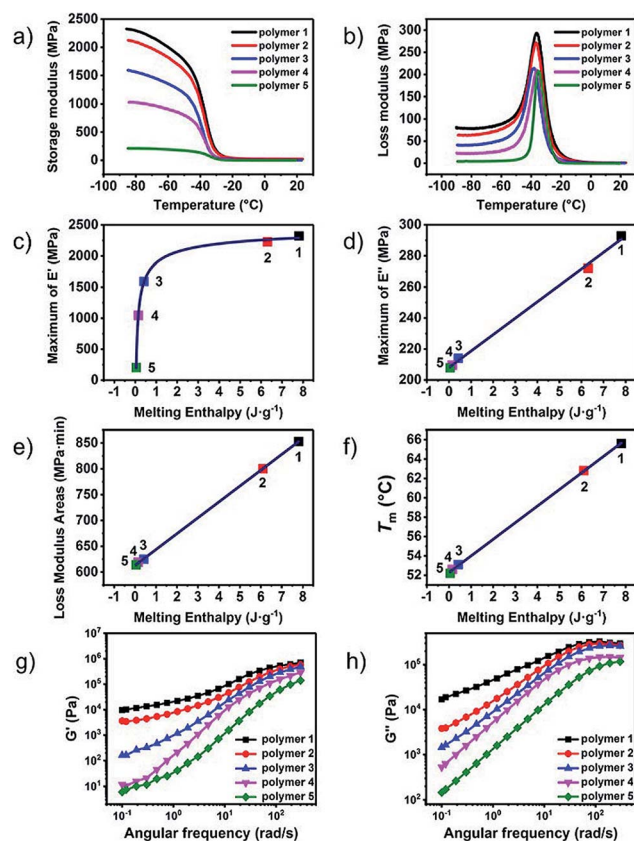 a)
Storage modulus (MPa)
2500
2000
1500
1000
500
0
-100 -80 -60 -40 -20 0 20
Temperature (°C)
polymer 1
polymer 2
polymer 3
polymer 4
polymer 5
b)
Loss modulus (MPa)
350
300
250
200
150
100
50
0
-100 -80 -60 -40 -20 0 20
Temperature (°C)
polymer 1
polymer 2
polymer 3
polymer 4
polymer 5
c)
Maximum of E' (MPa)
2500
2250
2000
1750
1500
1250
1000
750
500
250
0
-1 0 1 2 3 4 5 6 7 8
Melting Enthalpy (J·g⁻¹)
1
2
3
4
5
d)
Maximum of E'' (MPa)
300
280
260
240
220
200
-1 0 1 2 3 4 5 6 7 8
Melting Enthalpy (J·g⁻¹)
1
2
3
4
5
e)
Loss Modulus Areas (MPa·min)
850
800
750
700
650
600
-1 0 1 2 3 4 5 6 7 8
Melting Enthalpy (J·g⁻¹)
1
2
3
4
5
f)
Tm (°C)
66
64
62
60
58
56
54
52
-1 0 1 2 3 4 5 6 7 8
Melting Enthalpy (J·g⁻¹)
1
2
3
4
5
g)
G' (Pa)
10⁷
10⁶
10⁵
10⁴
10³
10²
10¹
10⁻¹ 10⁰ 10¹ 10²
Angular frequency (rad/s)
polymer 1
polymer 2
polymer 3
polymer 4
polymer 5
h)
G'' (Pa)
10⁵
10⁴
10³
10²
10⁻¹ 10⁰ 10¹ 10²
Angular frequency (rad/s)
polymer 1
polymer 2
polymer 3
polymer 4
polymer 5